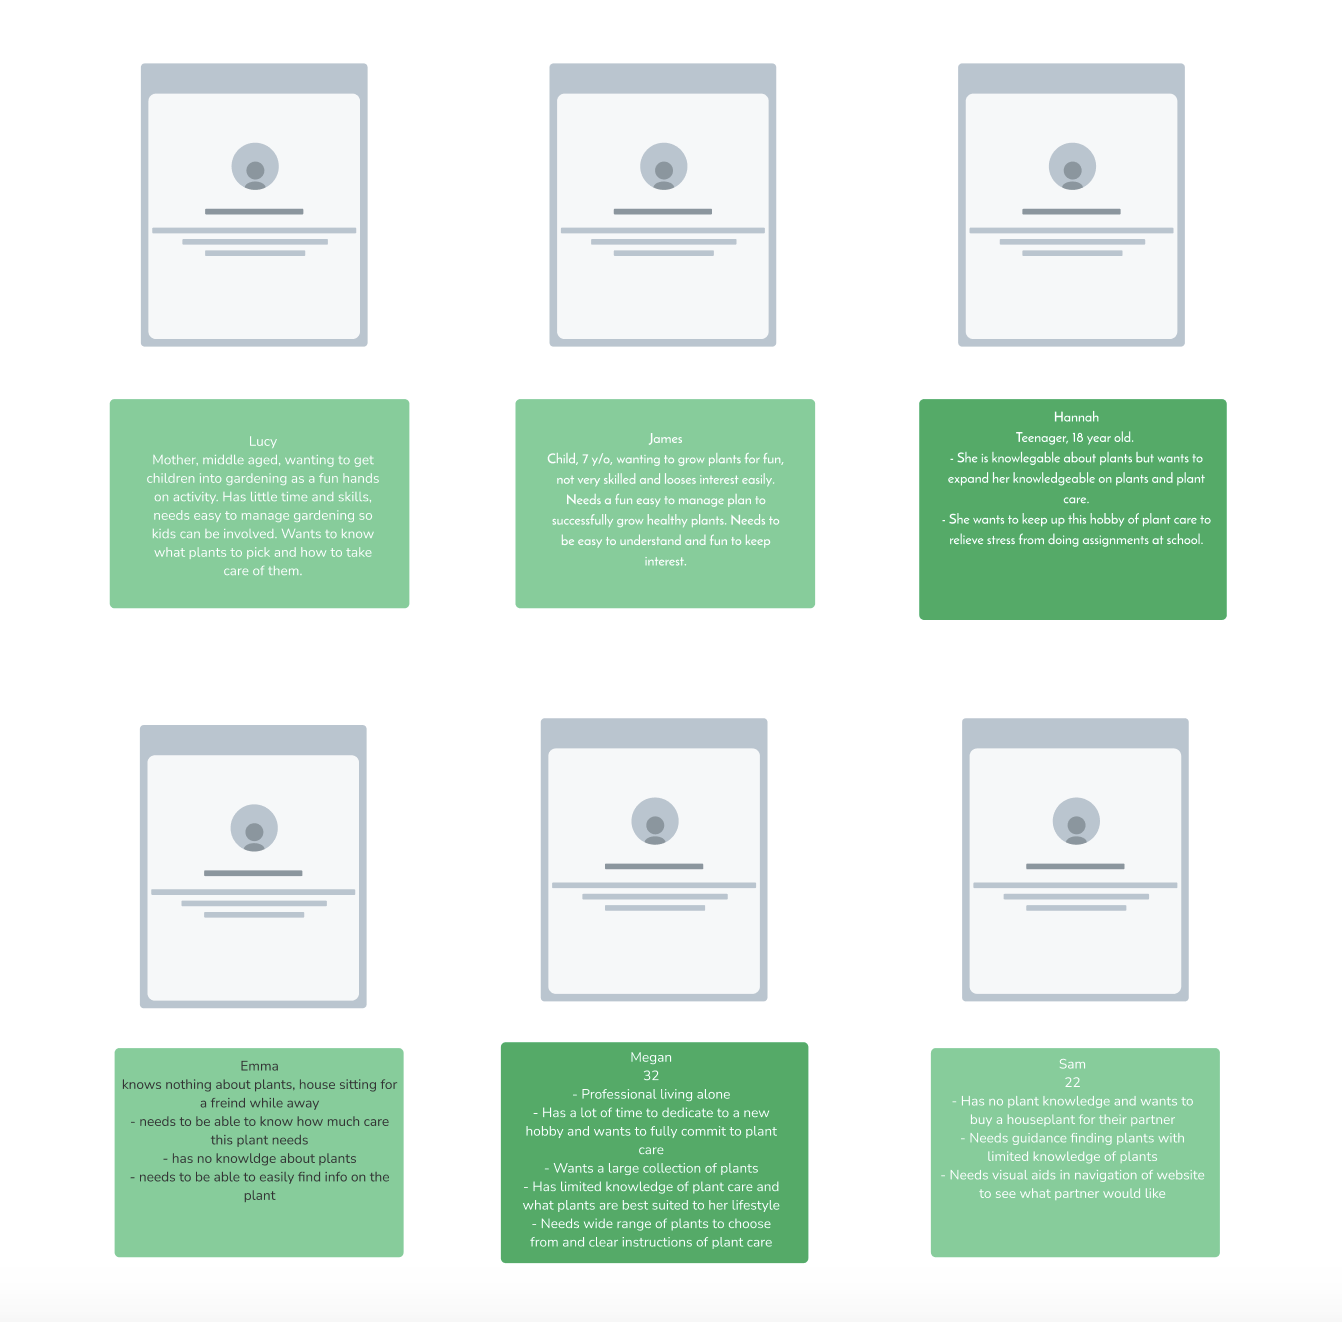 Lucy
Mother, middle aged, wanting to get
children into gardening as a fun hands
on activity. Has little time and skills,
needs easy to manage gardening so
kids can be involved. Wants to know
what plants to pick and how to take
care of them.
James
Child, 7 y/o, wanting to grow plants for fun,
not very skilled and looses interest easily.
Needs a fun easy to manage plan to
successfully grow healthy plants. Needs to
be easy to understand and fun to keep
interest.
Hannah
Teenager, 18 year old.
- She is knowlegable about plants but wants to
expand her knowledgeable on plants and plant
care.
- She wants to keep up this hobby of plant care to
relieve stress from doing assignments at school.
Emma
knows nothing about plants, house sitting for
a freind while away
- needs to be able to know how much care
this plant needs
- has no knowldge about plants
- needs to be able to easily find info on the
plant
Megan
32
- Professional living alone
- Has a lot of time to dedicate to a new
hobby and wants to fully commit to plant
care
- Wants a large collection of plants
- Has limited knowledge of plant care and
what plants are best suited to her lifestyle
- Needs wide range of plants to choose
from and clear instructions of plant care
Sam
22
- Has no plant knowledge and wants to
buy a houseplant for their partner
- Needs guidance finding plants with
limited knowledge of plants
- Needs visual aids in navigation of website
to see what partner would like